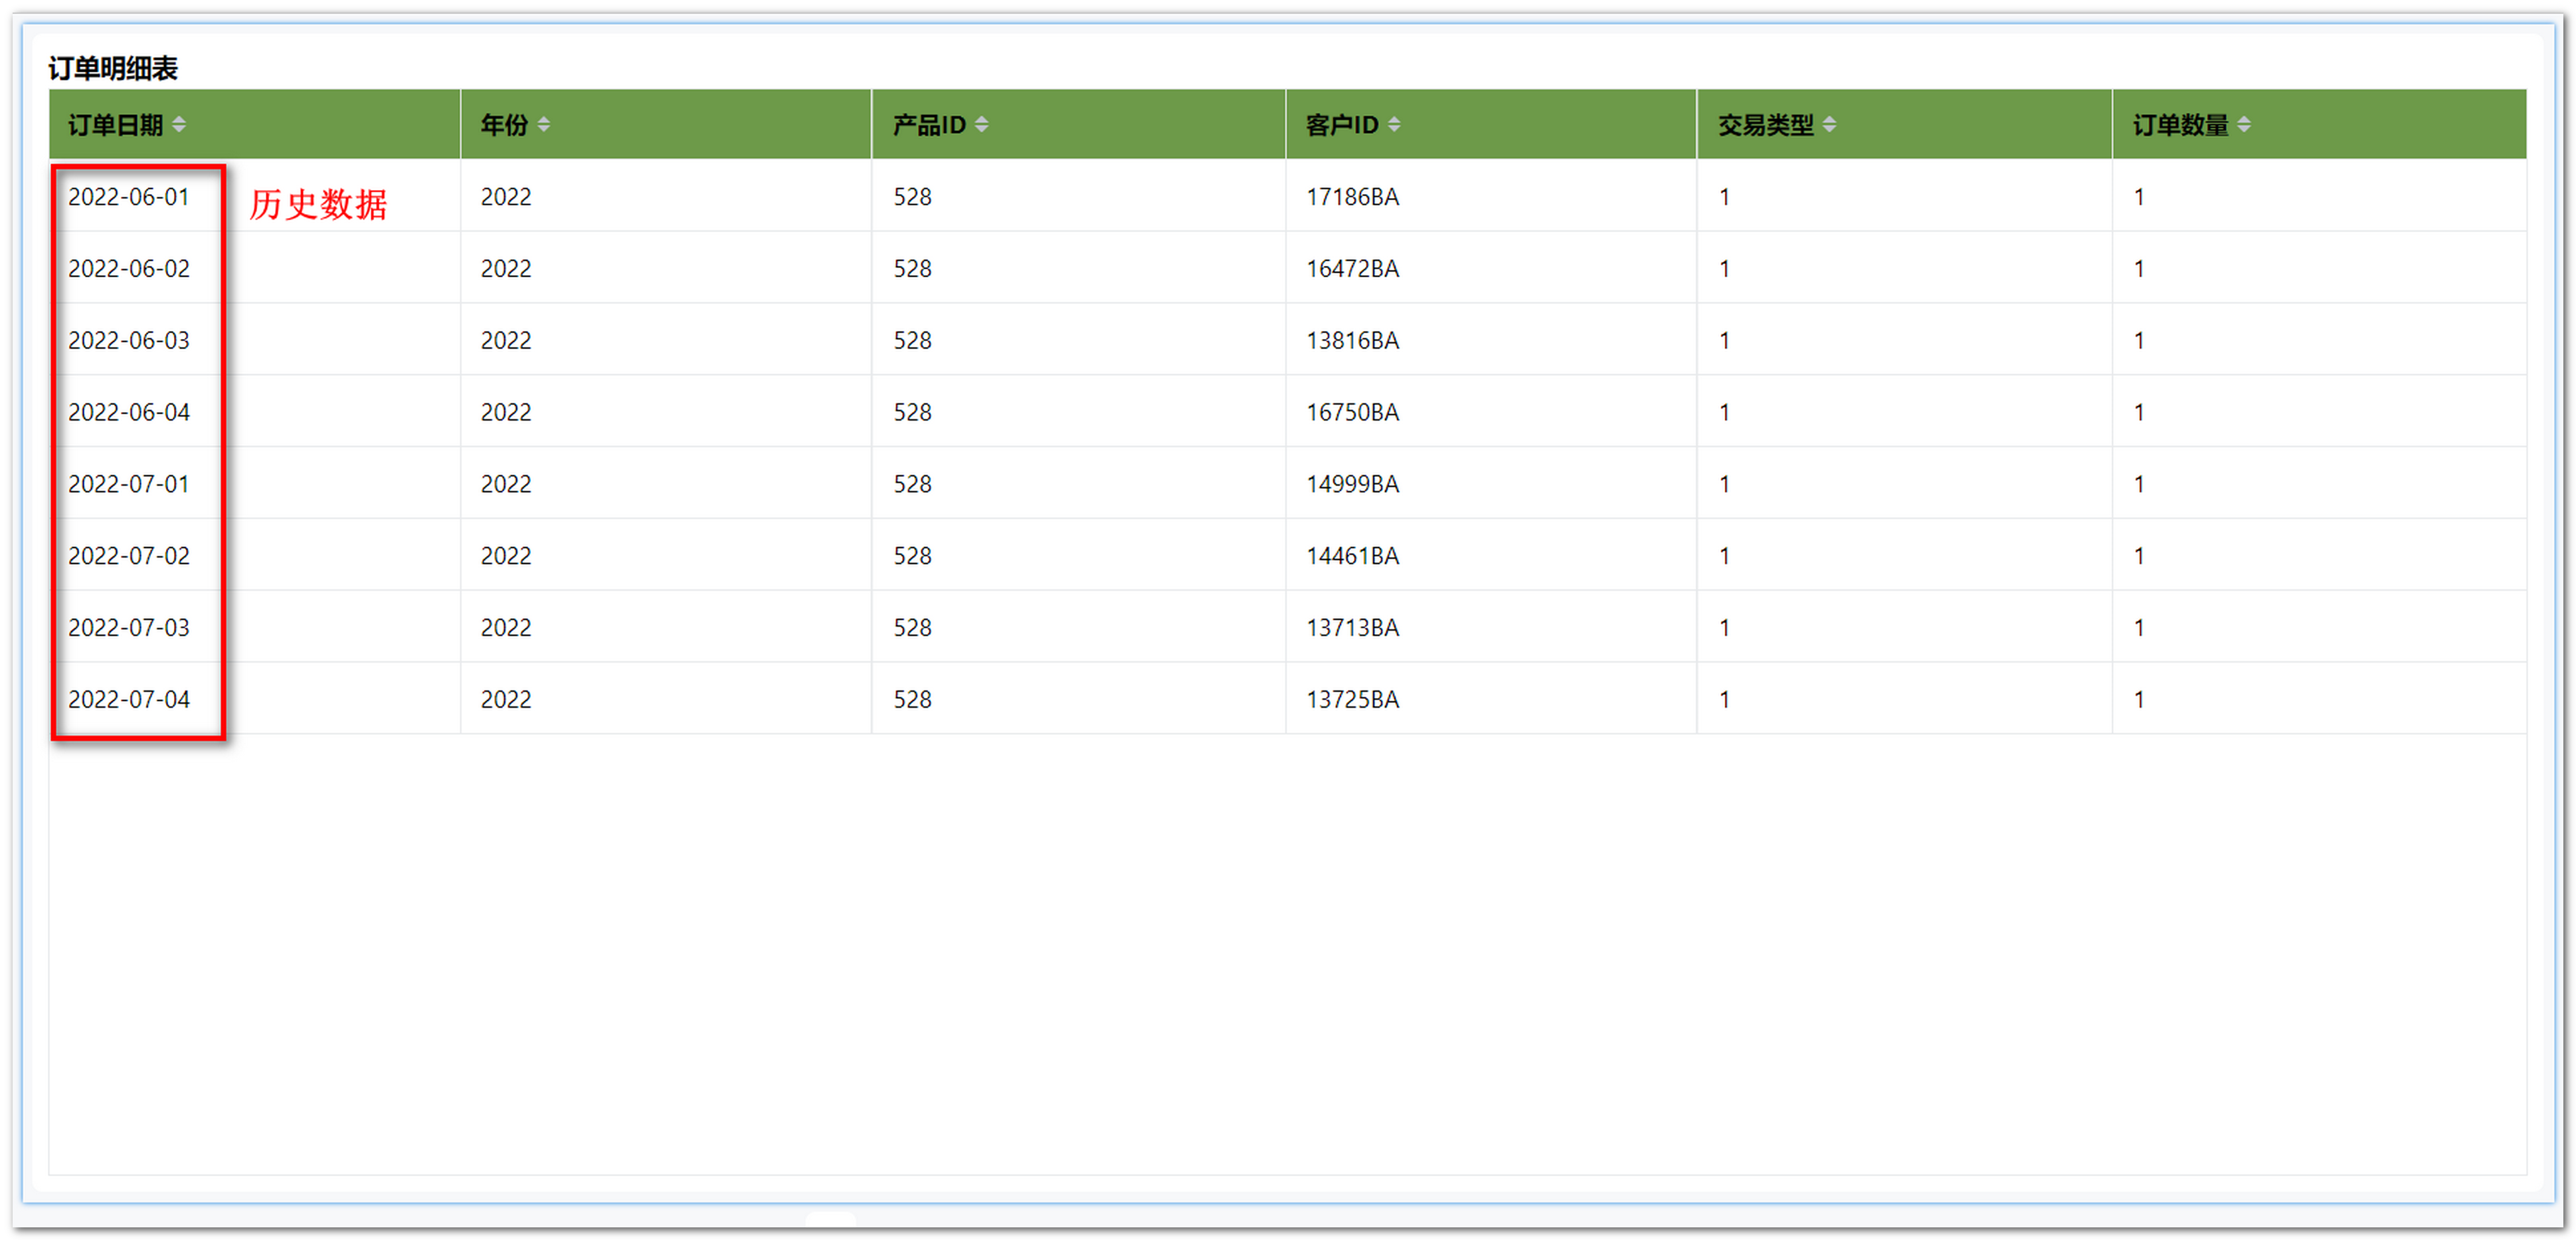 订单明细表
订单日期 年份 产品ID 客户ID 交易类型 订单数量
2022-06-01 历史数据 2022 528 17186BA 1 1
2022-06-02 2022 528 16472BA 1 1
2022-06-03 2022 528 13816BA 1 1
2022-06-04 2022 528 16750BA 1 1
2022-07-01 2022 528 14999BA 1 1
2022-07-02 2022 528 14461BA 1 1
2022-07-03 2022 528 13713BA 1 1
2022-07-04 2022 528 13725BA 1 1